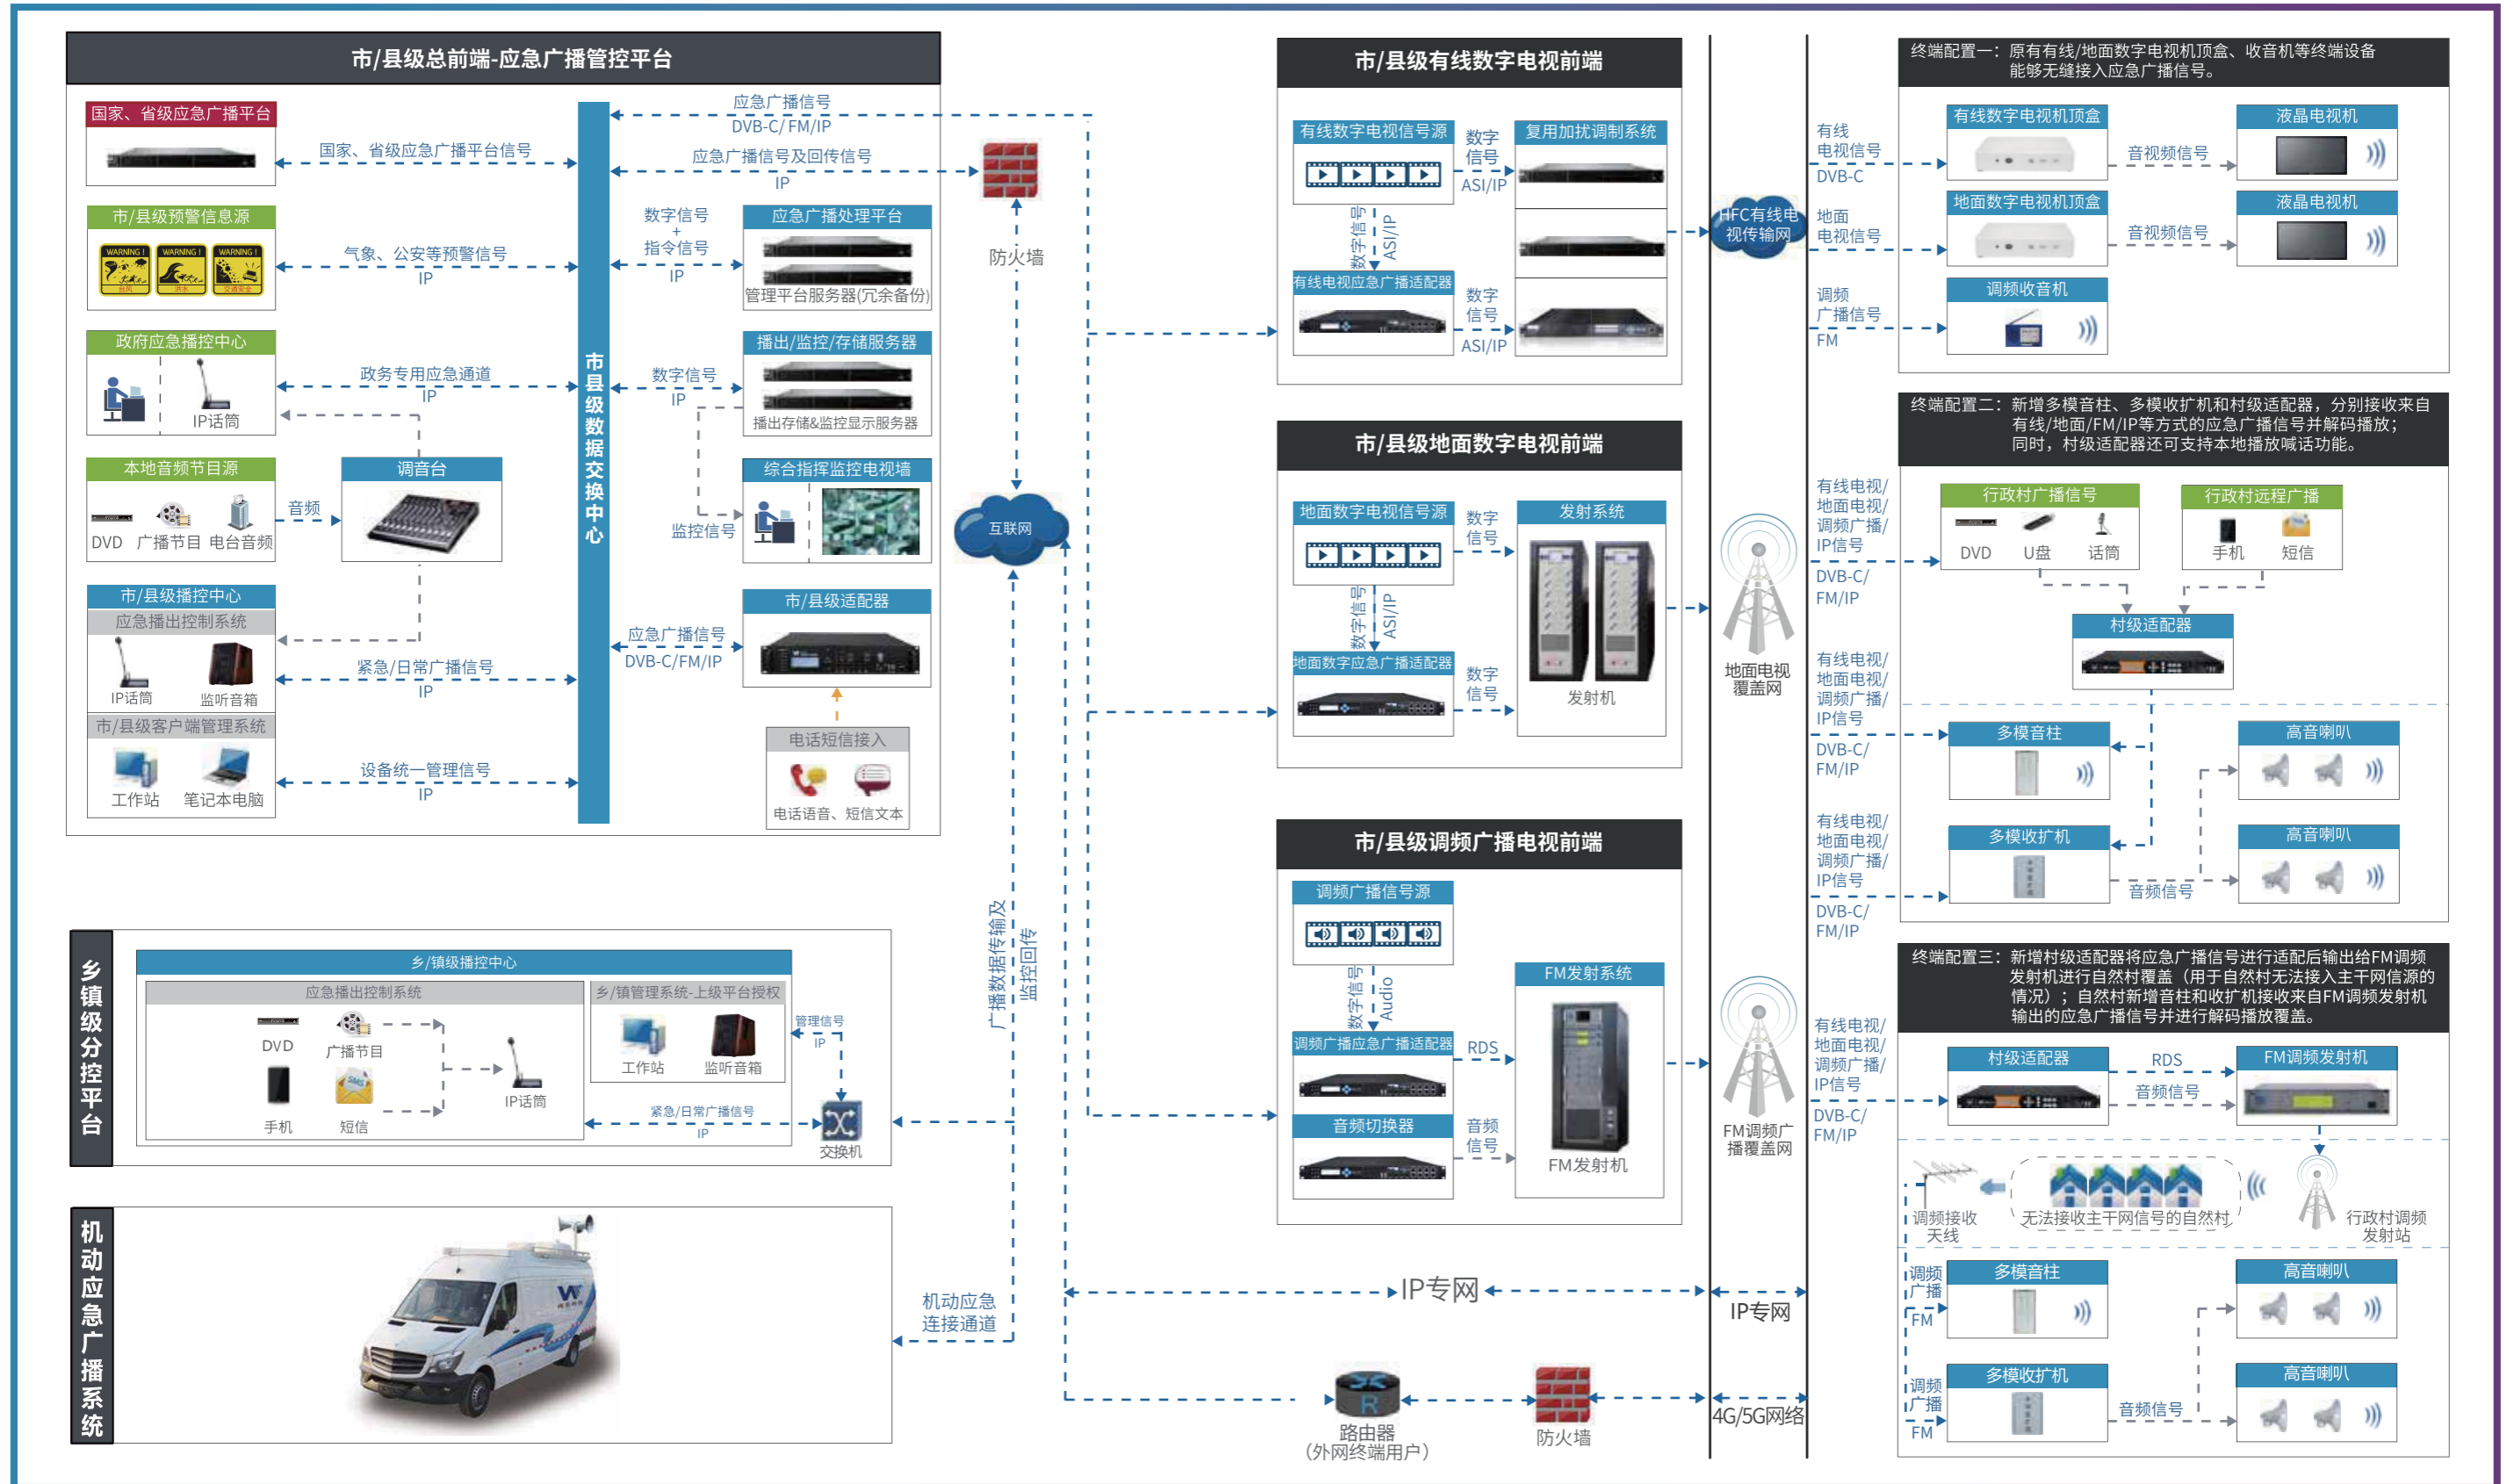 市/县级总前端-应急广播管控平台
国家、省级应急广播平台
国家、省级应急广播平台信号
市/县级预警信息源
WARNING !
WARNING !
WARNING !
台风
洪水
交通安全
气象、公安等预警信号
IP
政府应急播控中心
IP话筒
政务专用应急通道
IP
本地音频节目源
DVD
广播节目
电台音频
音频
调音台
市/县级播控中心
应急播出控制系统
IP话筒
监听音箱
紧急/日常广播信号
IP
市/县级客户端管理系统
工作站
笔记本电脑
设备统一管理信号
IP
市县级数据交换中心
应急广播信号
DVB-C/ FM/IP
应急广播信号及回传信号
IP
数字信号
+
指令信号
IP
应急广播处理平台
管理平台服务器(冗余备份)
数字信号
IP
播出/监控/存储服务器
播出存储&监控显示服务器
监控信号
综合指挥监控电视墙
应急广播信号
DVB-C/FM/IP
市/县级适配器
电话短信接入
电话语音、短信文本
防火墙
互联网
广播数据传输及
监控回传
乡镇级分控平台
乡/镇级播控中心
应急播出控制系统
DVD
广播节目
手机
SMS
短信
IP话筒
乡/镇管理系统-上级平台授权
工作站
监听音箱
管理信号
IP
紧急/日常广播信号
IP
交换机
机动应急广播系统
W
机动应急
连接通道
市/县级有线数字电视前端
有线数字电视信号源
数字
信号
ASI/IP
复用加扰调制系统
数字信号
ASI/IP
有线电视应急广播适配器
数字
信号
ASI/IP
市/县级地面数字电视前端
地面数字电视信号源
数字
信号
发射系统
数字信号
ASI/IP
地面数字应急广播适配器
数字
信号
发射机
市/县级调频广播电视前端
调频广播信号源
数字信号
Audio
FM发射系统
调频广播应急广播适配器
RDS
音频切换器
音频
信号
FM发射机
IP专网
R
路由器
（外网终端用户）
防火墙
HFC有线电
视传输网
地面电视
覆盖网
FM调频广
播覆盖网
IP专网
4G/5G网络
终端配置一：原有有线/地面数字电视机顶盒、收音机等终端设备
能够无缝接入应急广播信号。
有线
电视信号
DVB-C
有线数字电视机顶盒
音视频信号
液晶电视机
地面
电视信号
地面数字电视机顶盒
音视频信号
液晶电视机
调频
广播信号
FM
调频收音机
终端配置二：新增多模音柱、多模收扩机和村级适配器，分别接收来自
有线/地面/FM/IP等方式的应急广播信号并解码播放；
同时，村级适配器还可支持本地播放喊话功能。
有线电视/
地面电视/
调频广播/
IP信号
DVB-C/
FM/IP
行政村广播信号
DVD
U盘
话筒
行政村远程广播
手机
短信
村级适配器
有线电视/
地面电视/
调频广播/
IP信号
DVB-C/
FM/IP
多模音柱
高音喇叭
有线电视/
地面电视/
调频广播/
IP信号
DVB-C/
FM/IP
多模收扩机
音频信号
高音喇叭
终端配置三：新增村级适配器将应急广播信号进行适配后输出给FM调频
发射机进行自然村覆盖（用于自然村无法接入主干网信源的
情况）；自然村新增音柱和收扩机接收来自FM调频发射机
输出的应急广播信号并进行解码播放覆盖。
有线电视/
地面电视/
调频广播/
IP信号
DVB-C/
FM/IP
村级适配器
RDS
音频信号
FM调频发射机
调频接收
天线
无法接收主干网信号的自然村
行政村调频
发射站
调频
广播
FM
多模音柱
高音喇叭
调频
广播
FM
多模收扩机
音频信号
高音喇叭